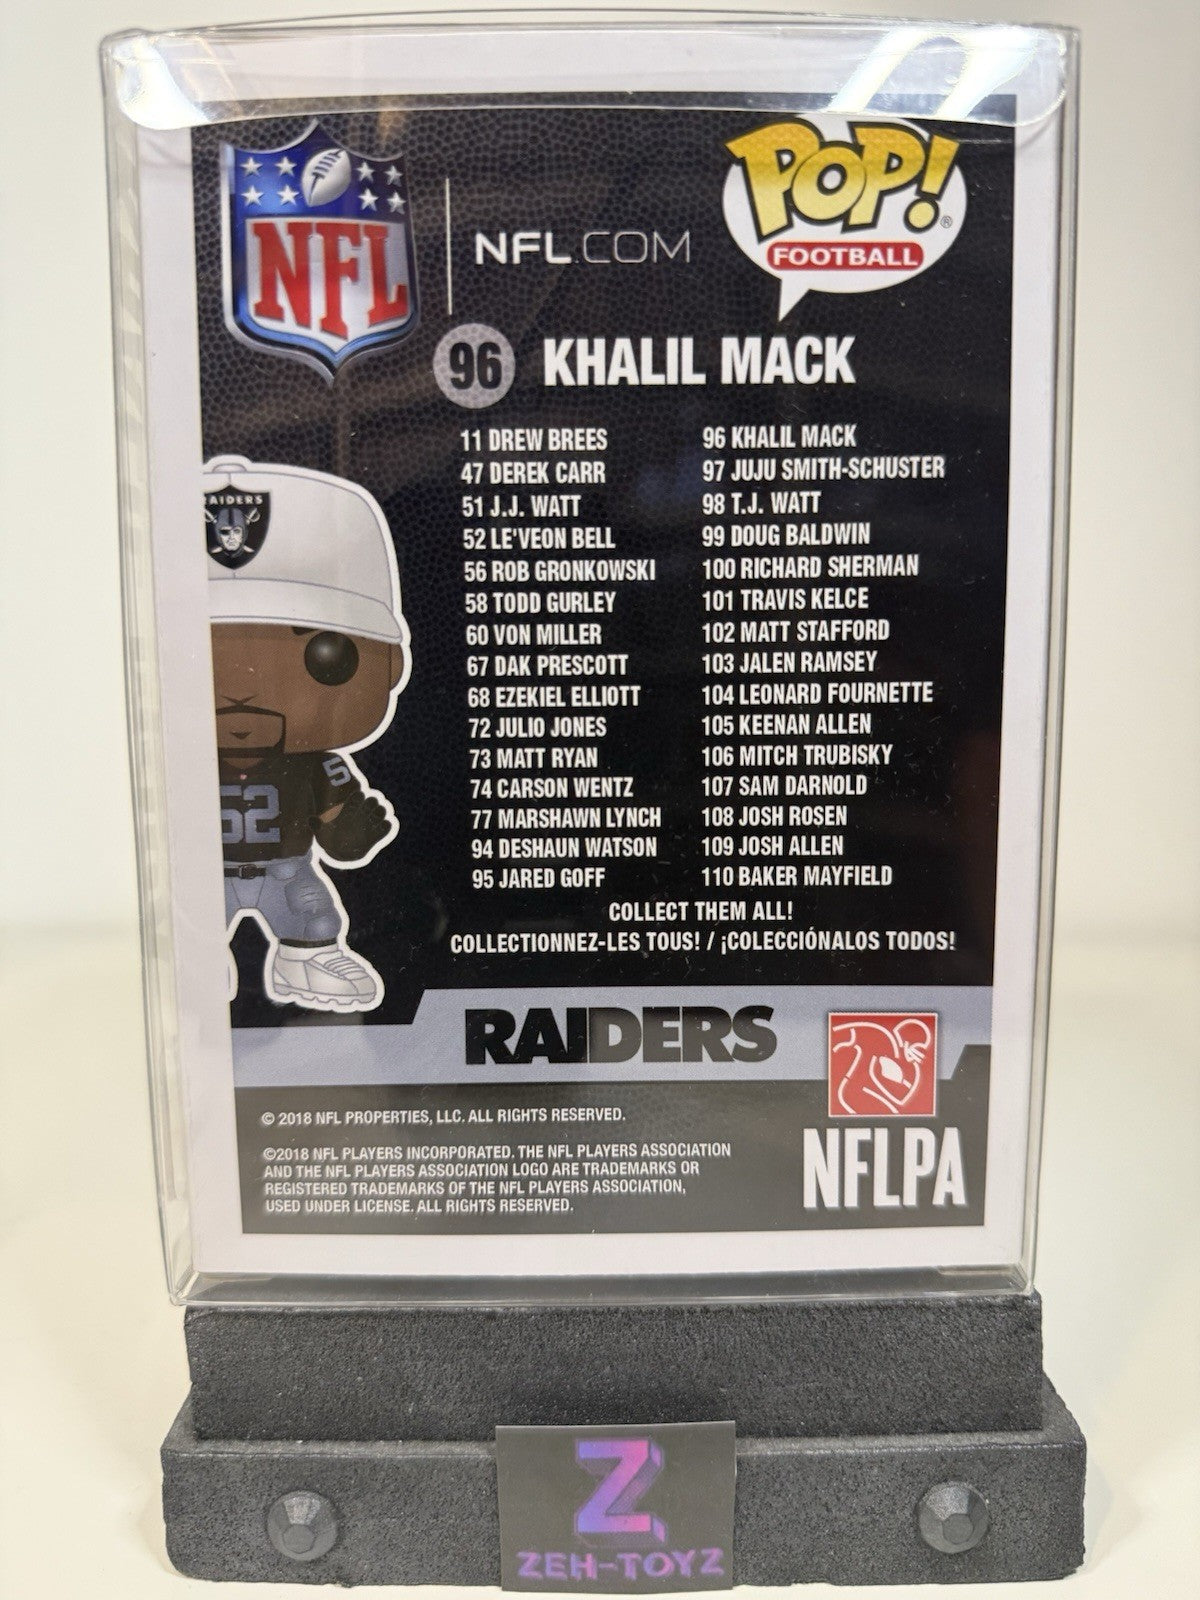 NFL
NFL.COM
POP!®
FOOTBALL
96 KHALIL MACK
11 DREW BREES
47 DEREK CARR
51 J.J. WATT
52 LE'VEON BELL
56 ROB GRONKOWSKI
58 TODD GURLEY
60 VON MILLER
67 DAK PRESCOTT
68 EZEKIEL ELLIOTT
72 JULIO JONES
73 MATT RYAN
74 CARSON WENTZ
77 MARSHAWN LYNCH
94 DESHAUN WATSON
95 JARED GOFF
96 KHALIL MACK
97 JUJU SMITH-SCHUSTER
98 T.J. WATT
99 DOUG BALDWIN
100 RICHARD SHERMAN
101 TRAVIS KELCE
102 MATT STAFFORD
103 JALEN RAMSEY
104 LEONARD FOURNETTE
105 KEENAN ALLEN
106 MITCH TRUBISKY
107 SAM DARNOLD
108 JOSH ROSEN
109 JOSH ALLEN
110 BAKER MAYFIELD
COLLECT THEM ALL!
COLLECTIONNEZ-LES TOUS! / ¡COLECCIÓNALOS TODOS!
AIDERS
5
52
RAIDERS
© 2018 NFL PROPERTIES, LLC. ALL RIGHTS RESERVED.
©2018 NFL PLAYERS INCORPORATED. THE NFL PLAYERS ASSOCIATION
AND THE NFL PLAYERS ASSOCIATION LOGO ARE TRADEMARKS OR
REGISTERED TRADEMARKS OF THE NFL PLAYERS ASSOCIATION,
USED UNDER LICENSE. ALL RIGHTS RESERVED.
NFLPA
Z
ZEH-TOYZ